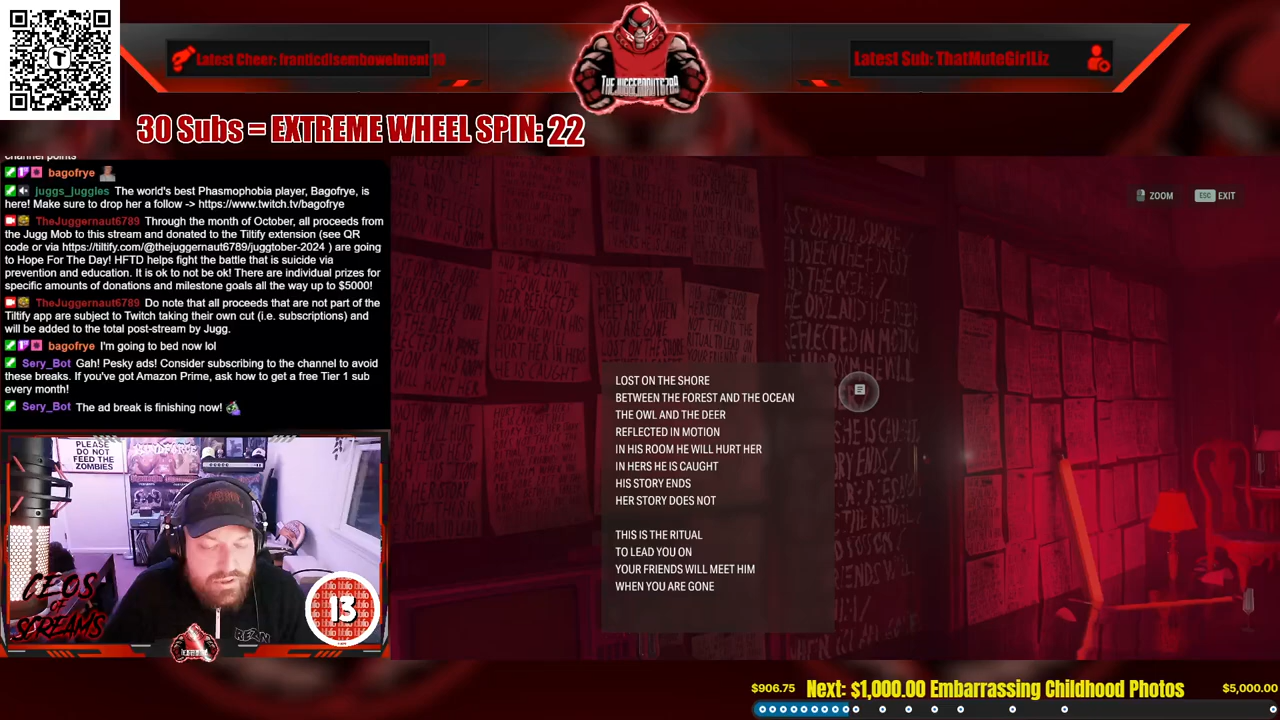 Latest Cheer: franticdisembowelment 10
THEJUGGERNAUT6789
Latest Sub: ThatMuteGirlLiz
30 Subs = EXTREME WHEEL SPIN: 22
channel points
bagofrye
juggs_juggles The world's best Phasmophobia player, Bagofrye, is
here! Make sure to drop her a follow -> https://www.twitch.tv/bagofrye
TheJuggernaut6789 Through the month of October, all proceeds from
the Jugg Mob to this stream and donated to the Tiltify extension (see QR
code or via https://tiltify.com/@thejuggernaut6789/juggtober-2024 ) are going
to Hope For The Day! HFTD helps fight the battle that is suicide via
prevention and education. It is ok to not be ok! There are individual prizes for
specific amounts of donations and milestone goals all the way up to $5000!
TheJuggernaut6789 Do note that all proceeds that are not part of the
Tiltify app are subject to Twitch taking their own cut (i.e. subscriptions) and
will be added to the total post-stream by Jugg.
bagofrye I'm going to bed now lol
Sery_Bot Gah! Pesky ads! Consider subscribing to the channel to avoid
these breaks. If you've got Amazon Prime, ask how to get a free Tier 1 sub
every month!
Sery_Bot The ad break is finishing now!
ZOOM
ESC EXIT
LOST ON THE SHORE
BETWEEN THE FOREST AND THE OCEAN
THE OWL AND THE DEER
REFLECTED IN MOTION
IN HIS ROOM HE WILL HURT HER
IN HERS HE IS CAUGHT
HIS STORY ENDS
HER STORY DOES NOT
THIS IS THE RITUAL
TO LEAD YOU ON
YOUR FRIENDS WILL MEET HIM
WHEN YOU ARE GONE
PLEASE
DO NOT
FEED THE
ZOMBIES
CEOS
OF
STREAMS
13
$906.75 Next: $1,000.00 Embarrassing Childhood Photos $5,000.00